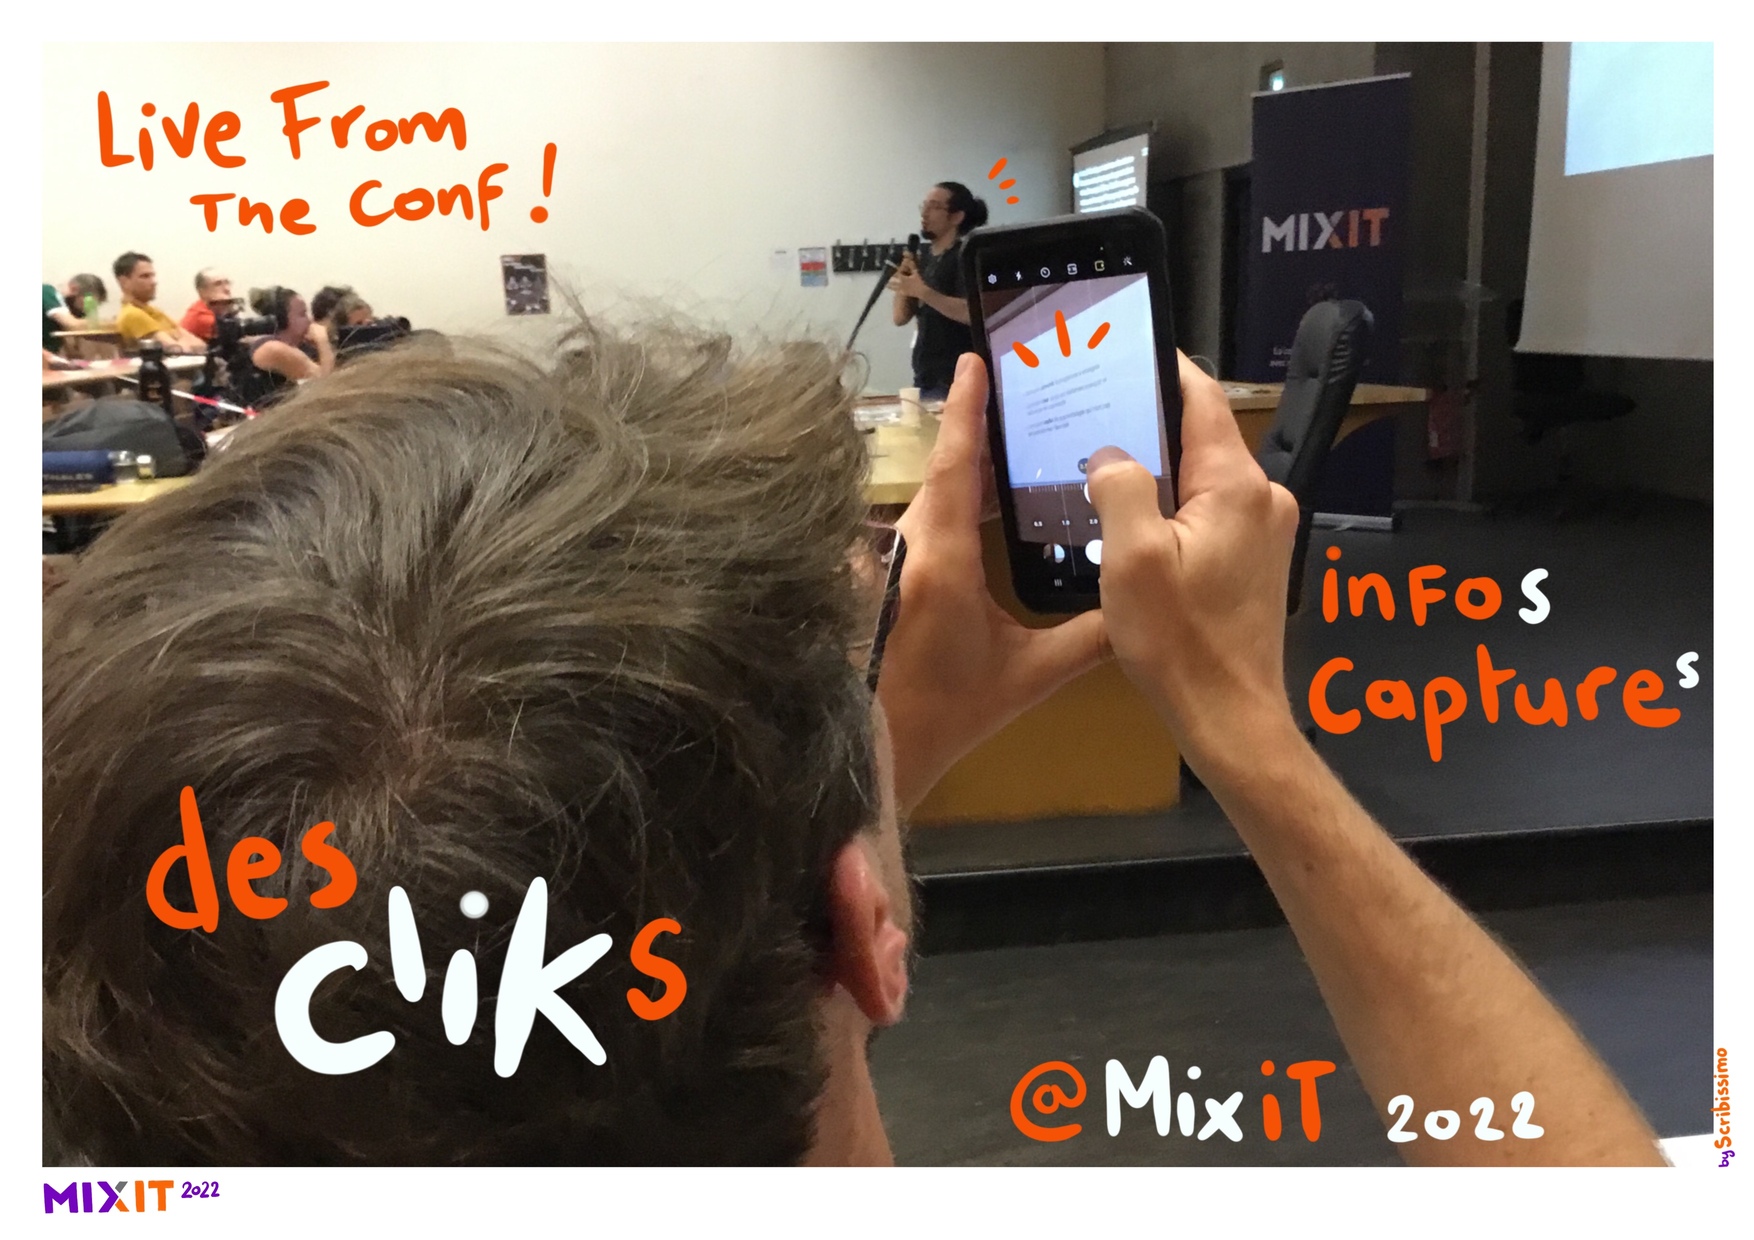 Live From
The Conf !
MIXIT
infos
Captures
des
cliks
@MixiT 2022
by Scribissimo
MIXIT 2022